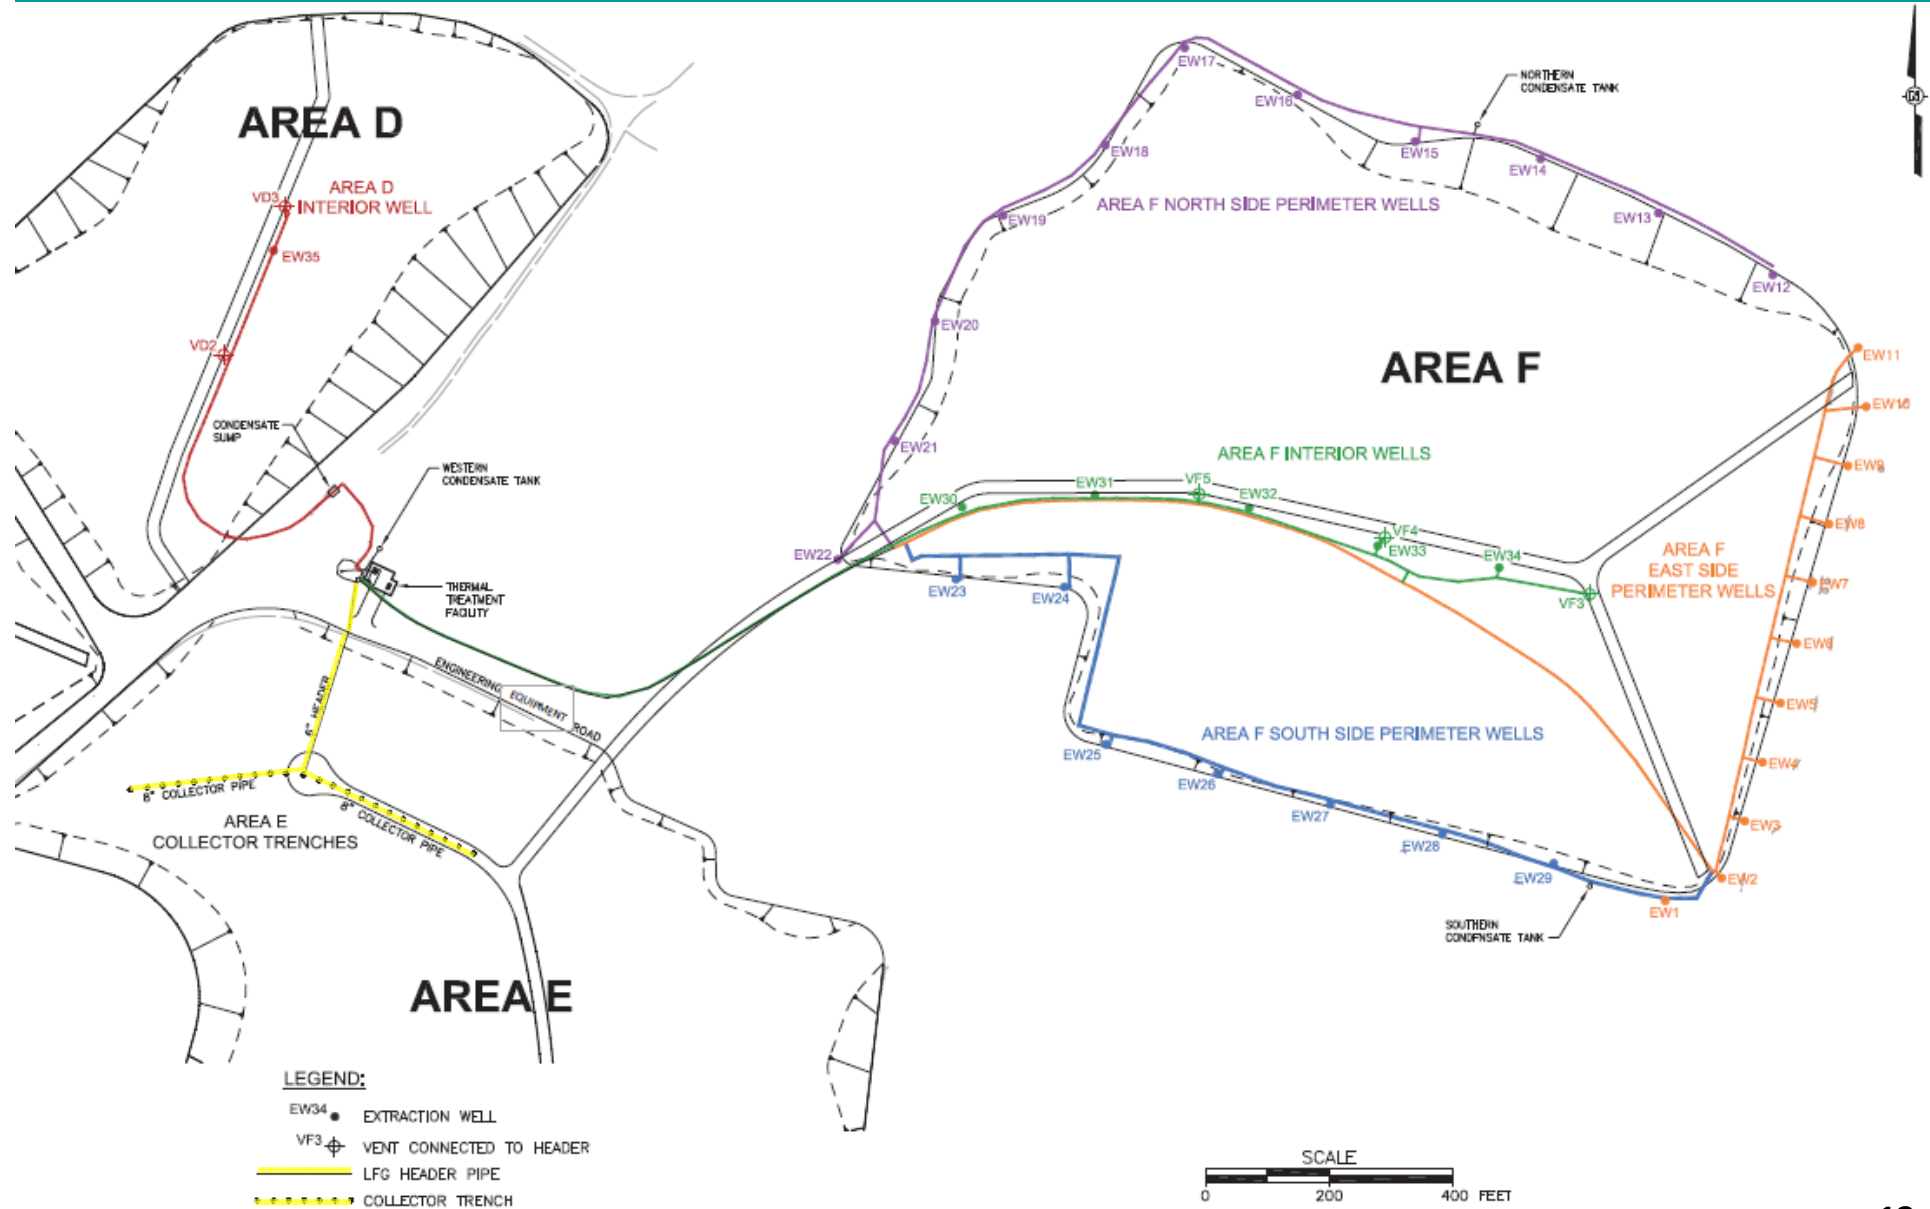 EW17
NORTHERN
CONDENSATE TANK
EW16
AREA D
EW18
EW15
EW14
AREA D
INTERIOR WELL
VD3
AREA F NORTH SIDE PERIMETER WELLS
EW19
EW13
EW35
EW12
EW20
VD2
AREA F
EW11
EW10
CONDENSATE
SUMP
EW21
AREA F INTERIOR WELLS
EW9
WESTERN
CONDENSATE TANK
EW30
EW31
VF5
EW32
EW8
VF4
EW33
EW34
EW22
AREA F
EAST SIDE
PERIMETER WELLS
EW7
THERMAL
TREATMENT
FACILITY
EW23
EW24
VF3
EW6
ENGINEERING EQUIPMENT ROAD
6" HEADER
EW5
AREA F SOUTH SIDE PERIMETER WELLS
EW25
EW4
EW26
8" COLLECTOR PIPE
8" COLLECTOR PIPE
AREA E
COLLECTOR TRENCHES
EW27
EW3
EW28
EW29
EW2
EW1
SOUTHERN
CONDFNSATE TANK
AREA E
LEGEND:
EW34 EXTRACTION WELL
VF3 VENT CONNECTED TO HEADER
LFG HEADER PIPE
COLLECTOR TRENCH
SCALE
0 200 400 FEET